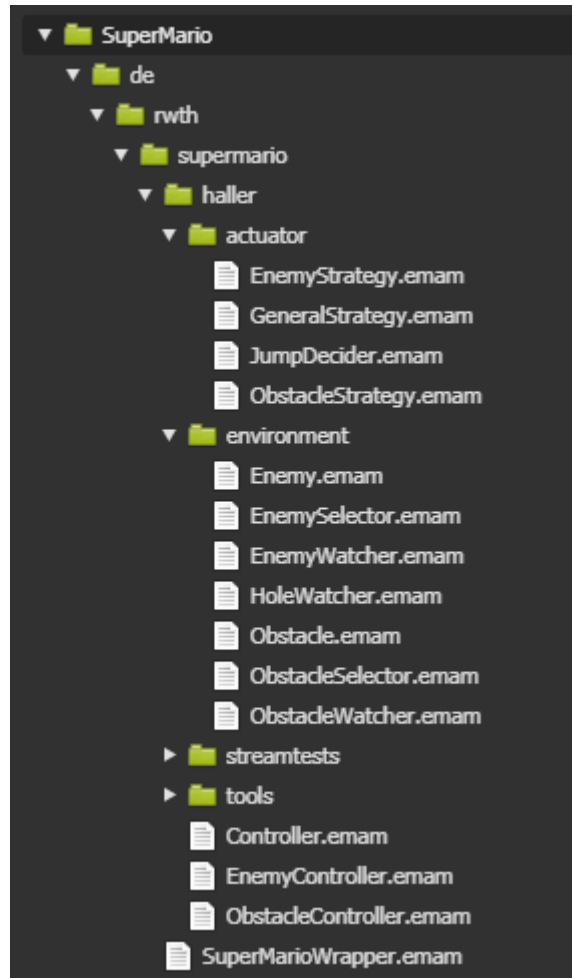 SuperMario
de
rwth
supermario
haller
actuator
EnemyStrategy.emam
GeneralStrategy.emam
JumpDecider.emam
ObstacleStrategy.emam
environment
Enemy.emam
EnemySelector.emam
EnemyWatcher.emam
HoleWatcher.emam
Obstacle.emam
ObstacleSelector.emam
ObstacleWatcher.emam
streamtests
tools
Controller.emam
EnemyController.emam
ObstacleController.emam
SuperMarioWrapper.emam